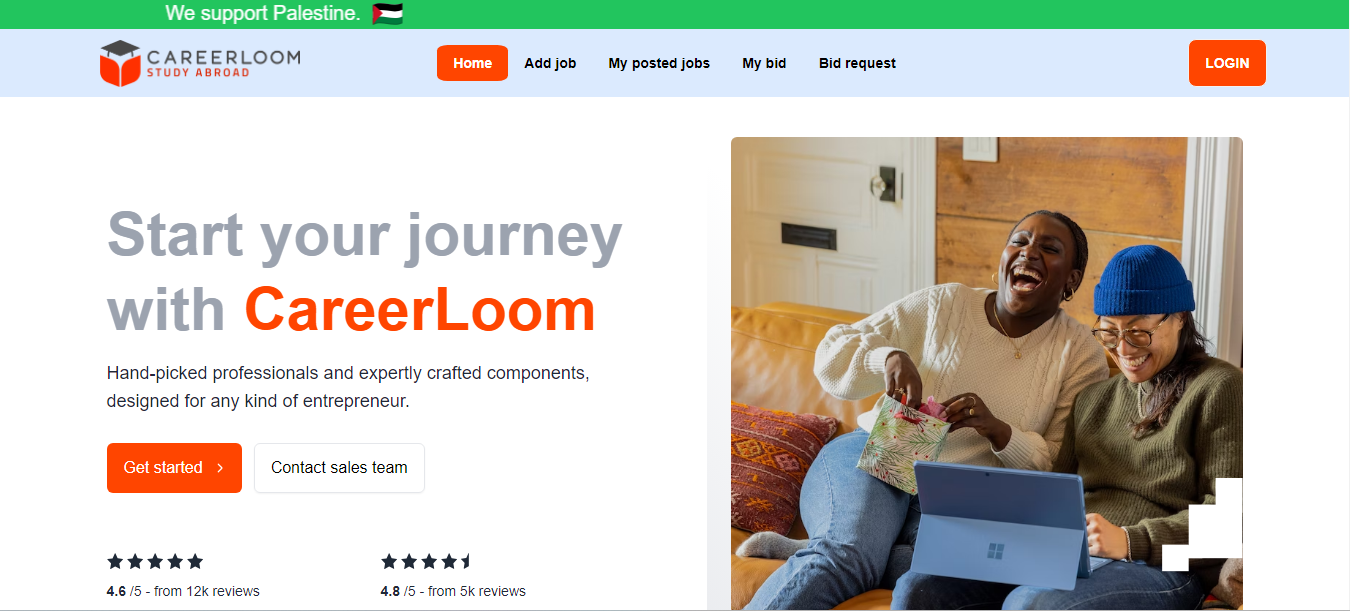 We support Palestine. 🇵🇸
CAREERLOOM
STUDY ABROAD
Home
Add job
My posted jobs
My bid
Bid request
LOGIN
Start your journey
with CareerLoom
Hand-picked professionals and expertly crafted components,
designed for any kind of entrepreneur.
Get started
Contact sales team
4.6 /5 - from 12k reviews
4.8 /5 - from 5k reviews